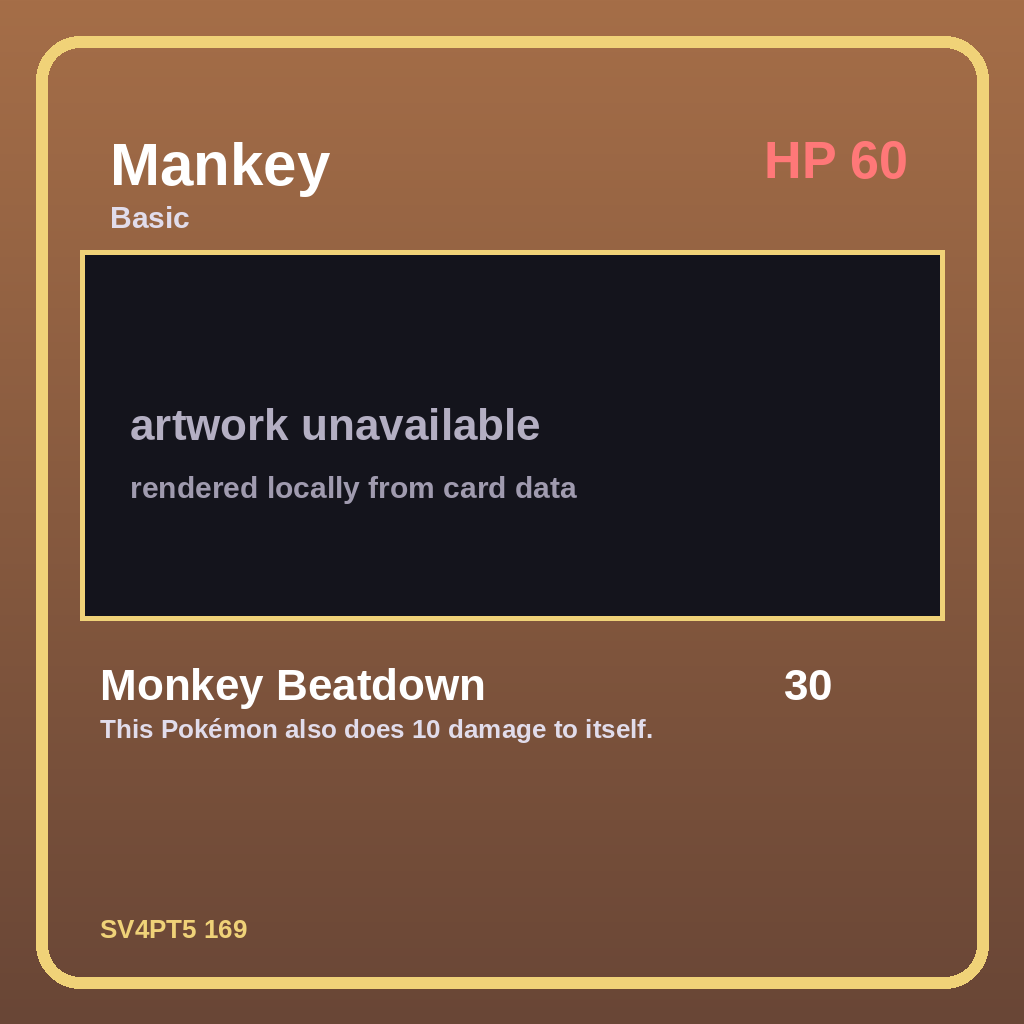 Mankey
HP 60
Basic
artwork unavailable
rendered locally from card data
Monkey Beatdown 30
This Pokémon also does 10 damage to itself.
SV4PT5 169